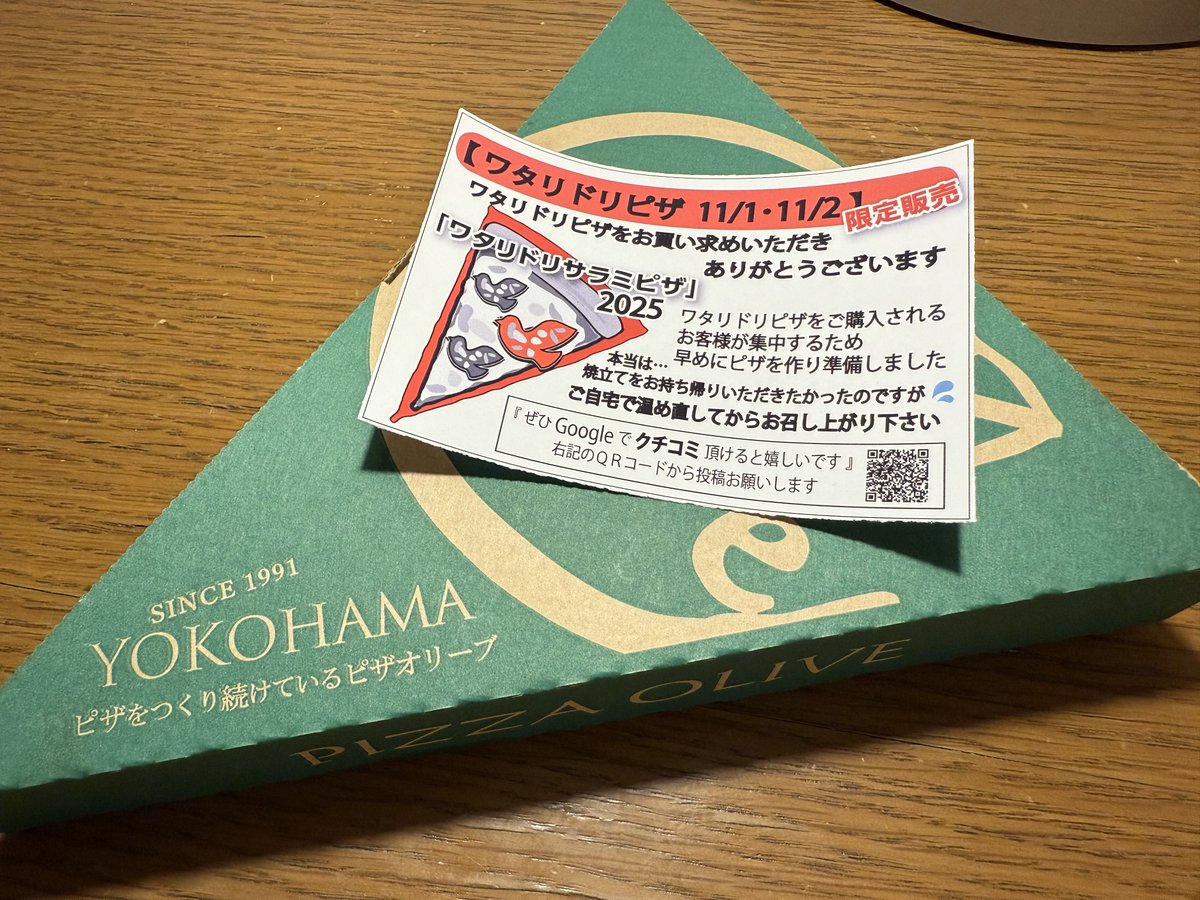 【ワタリドリピザ 11/1・11/2】
限定販売
ワタリドリピザをお買い求めいただき
ありがとうございます
「ワタリドリサラミピザ」
2025
ワタリドリピザをご購入される
お客様が集中するため
早めにピザを作り準備しました
本当は…
焼立てをお持ち帰りいただきたかったのですが
ご自宅で温め直してからお召し上がり下さい
『ぜひ Google で クチコミ 頂けると嬉しいです』
右記のQRコードから投稿お願いします
SINCE 1991
YOKOHAMA
ピザをつくり続けているピザオリーブ
PIZZA OLIVE